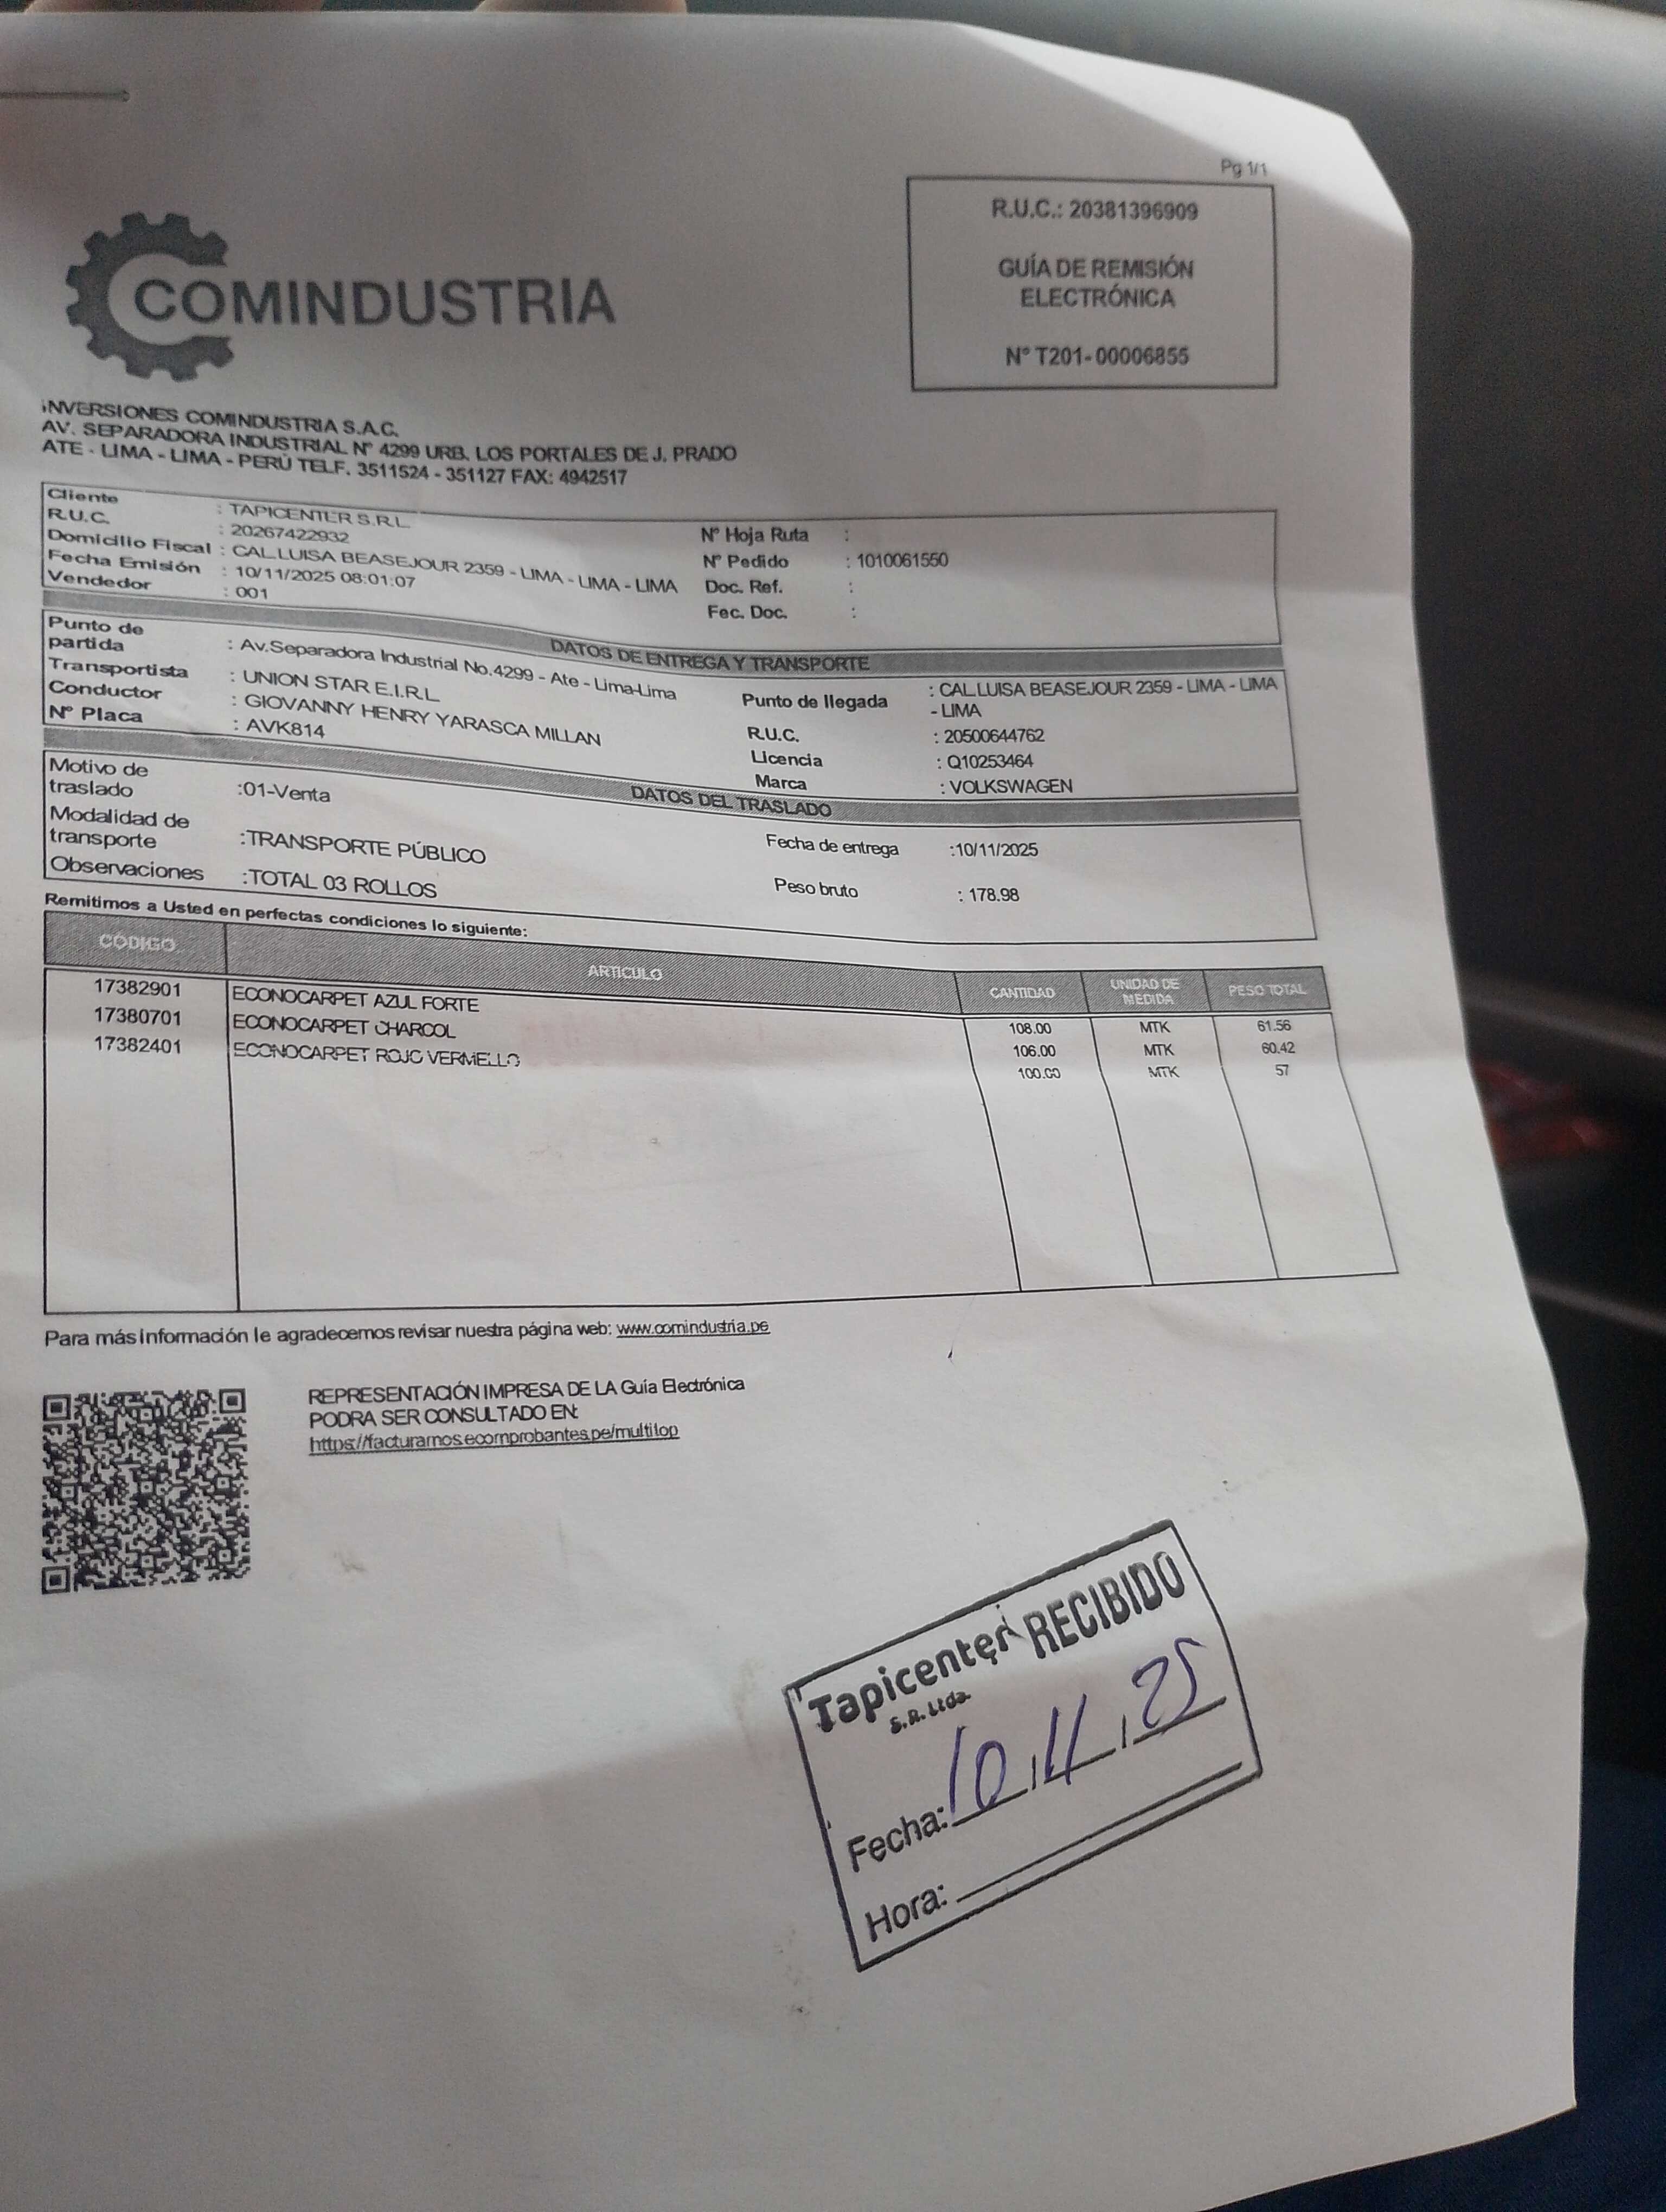 Pg 1/1
R.U.C.: 20381396909
GUÍA DE REMISIÓN
ELECTRÓNICA
N° T201-00006855
COMINDUSTRIA
INVERSIONES COMINDUSTRIA S.A.C.
AV. SEPARADORA INDUSTRIAL N° 4299 URB. LOS PORTALES DE J. PRADO
ATE - LIMA - LIMA - PERÚ TELF. 3511524 - 351127 FAX: 4942517
Cliente : TAPICENTER S.R.L
R.U.C. : 20267422932
Domicilio Fiscal : CAL.LUISA BEASEJOUR 2359 - LIMA - LIMA - LIMA
Fecha Emisión : 10/11/2025 08:01:07
Vendedor : 001
N° Hoja Ruta :
N° Pedido : 1010061550
Doc. Ref. :
Fec. Doc. :
DATOS DE ENTREGA Y TRANSPORTE
Punto de
partida : Av.Separadora Industrial No.4299 - Ate - Lima-Lima
Transportista : UNION STAR E.I.R.L
Conductor : GIOVANNY HENRY YARASCA MILLAN
N° Placa : AVK814
Punto de llegada : CAL.LUISA BEASEJOUR 2359 - LIMA - LIMA
- LIMA
R.U.C. : 20500644762
Licencia : Q10253464
Marca : VOLKSWAGEN
DATOS DEL TRASLADO
Motivo de
traslado :01-Venta
Modalidad de
transporte :TRANSPORTE PÚBLICO
Observaciones :TOTAL 03 ROLLOS
Fecha de entrega :10/11/2025
Peso bruto : 178.98
Remitimos a Usted en perfectas condiciones lo siguiente:
CÓDIGO ARTICULO CANTIDAD UNIDAD DE MEDIDA PESO TOTAL
17382901 ECONOCARPET AZUL FORTE 108.00 MTK 61.56
17380701 ECONOCARPET CHARCOL 106.00 MTK 60.42
17382401 ECONOCARPET ROJO VERMELLO 100.00 MTK 57
Para más información le agradecemos revisar nuestra página web: www.comindustria.pe
REPRESENTACIÓN IMPRESA DE LA Guía Electrónica
PODRA SER CONSULTADO EN:
https://facturamos.ecomprobantes.pe/multitop
Tapicenter RECIBIDO
S.R. Ltda.
Fecha: 10 / 11 / 25
Hora: